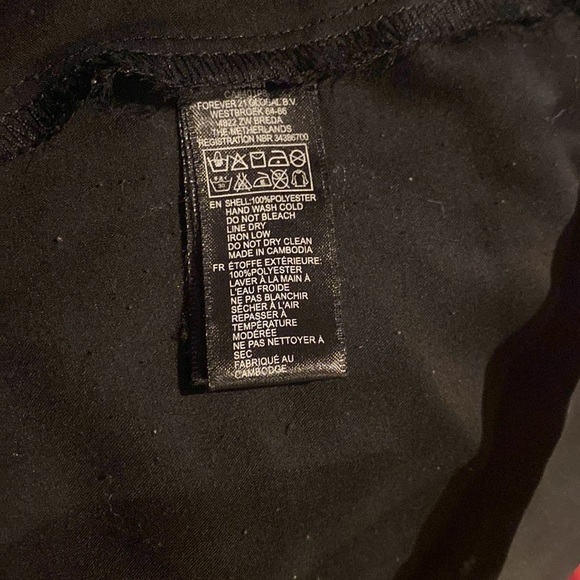 FOREVER 21 GLOBAL B.V.
WESTBROEK 64-66
4822 ZW BREDA
THE NETHERLANDS
REGISTRATION NBR 34386700
EN SHELL:100%POLYESTER
HAND WASH COLD
DO NOT BLEACH
LINE DRY
IRON LOW
DO NOT DRY CLEAN
MADE IN CAMBODIA
FR ÉTOFFE EXTÉRIEURE:
100%POLYESTER
LAVER À LA MAIN À
L'EAU FROIDE
NE PAS BLANCHIR
SÉCHER À L'AIR
REPASSER À
TEMPÉRATURE
MODÉRÉE
NE PAS NETTOYER À
SEC
FABRIQUÉ AU
CAMBODGE